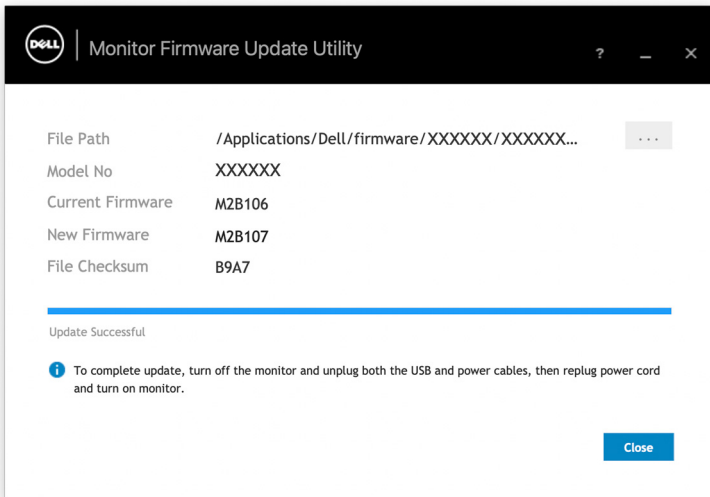 DELL
Monitor Firmware Update Utility
? _ ×
File Path /Applications/Dell/firmware/XXXXXX/XXXXXX... ...
Model No XXXXXX
Current Firmware M2B106
New Firmware M2B107
File Checksum B9A7
Update Successful
i To complete update, turn off the monitor and unplug both the USB and power cables, then replug power cord
and turn on monitor.
Close